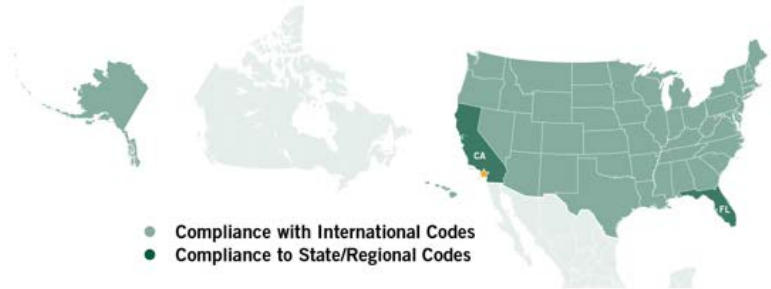 CA
FL
Compliance with International Codes
Compliance to State/Regional Codes